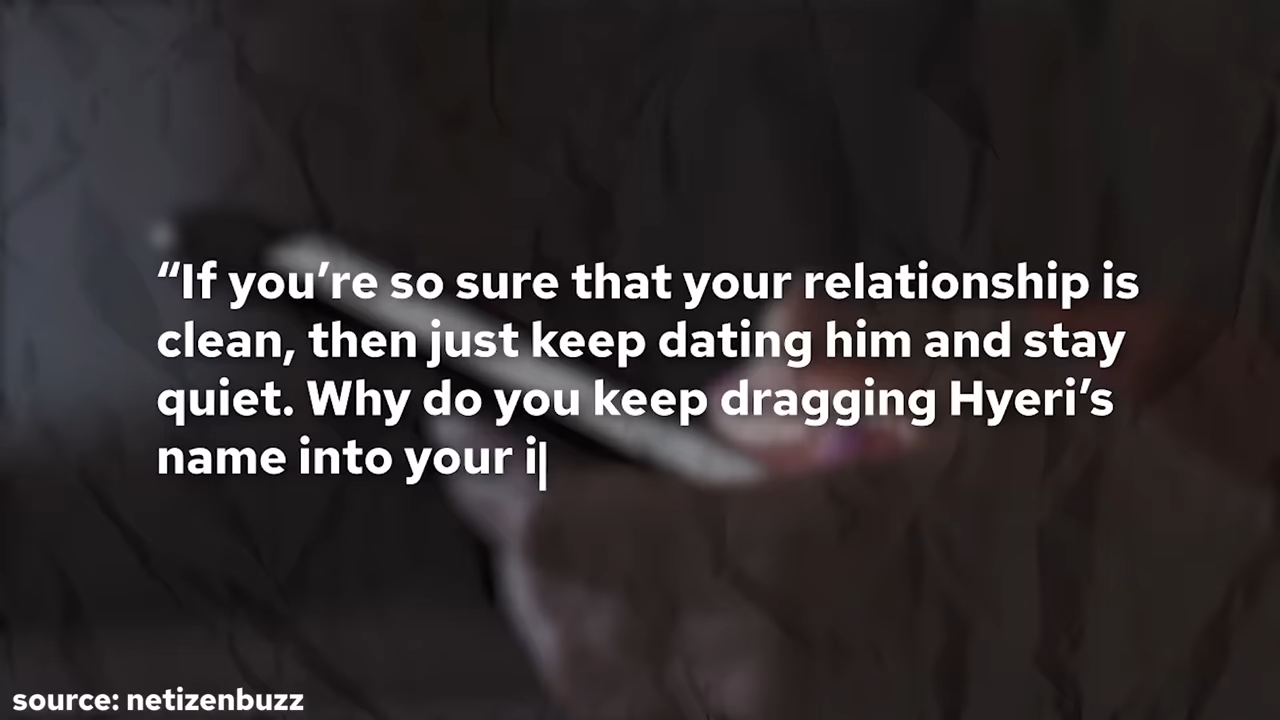 “If you’re so sure that your relationship is
clean, then just keep dating him and stay
quiet. Why do you keep dragging Hyeri’s
name into your i
source: netizenbuzz